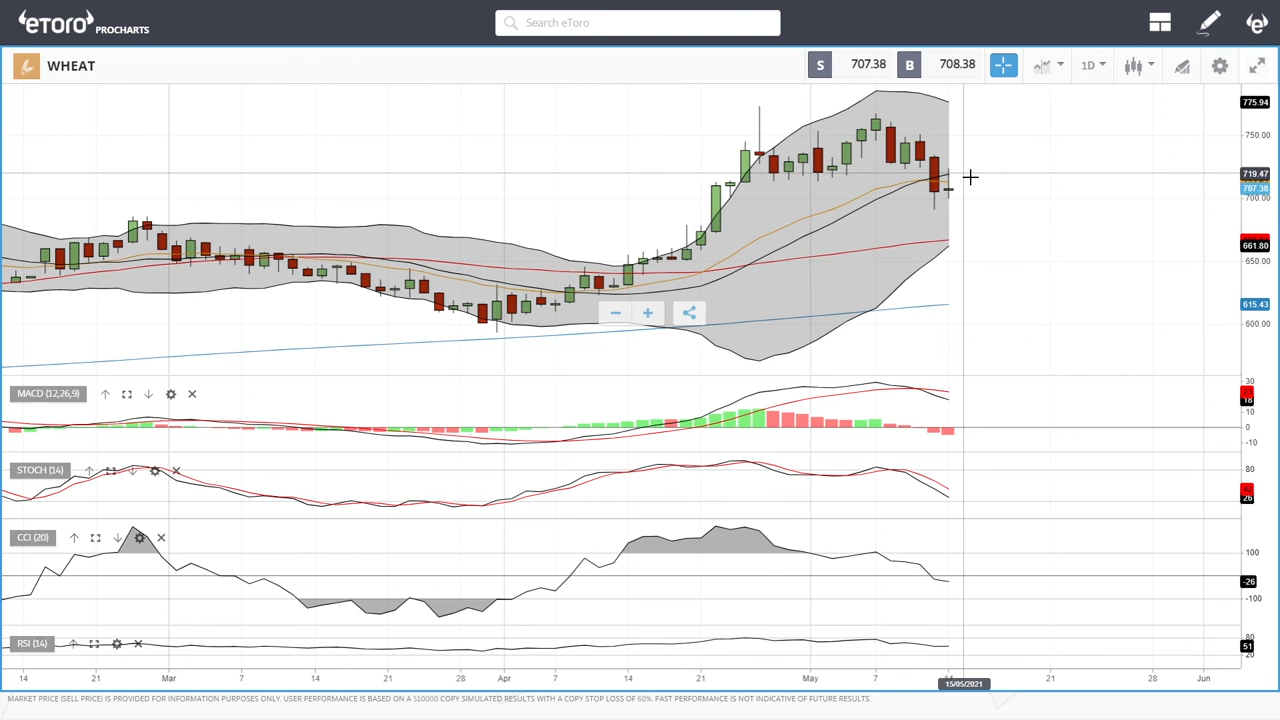 eToro PROCHARTS
Search eToro
WHEAT
S 707.38 B 708.38
1D
775.94
750.00
719.47
707.38
700.00
661.80
650.00
615.43
600.00
MACD (12,26,9)
30
18
10
0
-10
STOCH (14)
80
26
CCI (20)
100
-26
-100
RSI (14)
80
51
20
14 21 Mar 7 14 21 28 Apr 7 14 21 May 7 14 21 28 Jun
15/05/2021
MARKET PRICE (SELL PRICE) IS PROVIDED FOR INFORMATION PURPOSES ONLY. USER PERFORMANCE IS BASED ON A $10000 COPY SIMULATED RESULTS WITH A COPY STOP LOSS OF 60%. PAST PERFORMANCE IS NOT INDICATIVE OF FUTURE RESULTS.